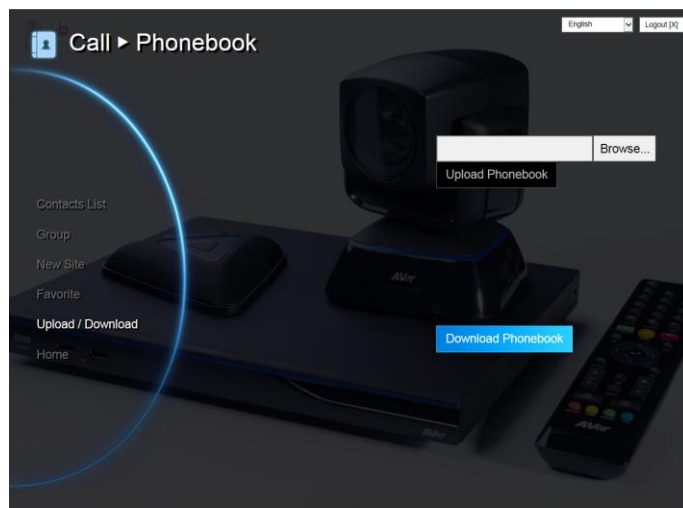 Call ▸ Phonebook
English
Logout [X]
Browse...
Upload Phonebook
Contacts List
Group
New Site
Favorite
Upload / Download
Home
Download Phonebook
AVer
AVer
AVer